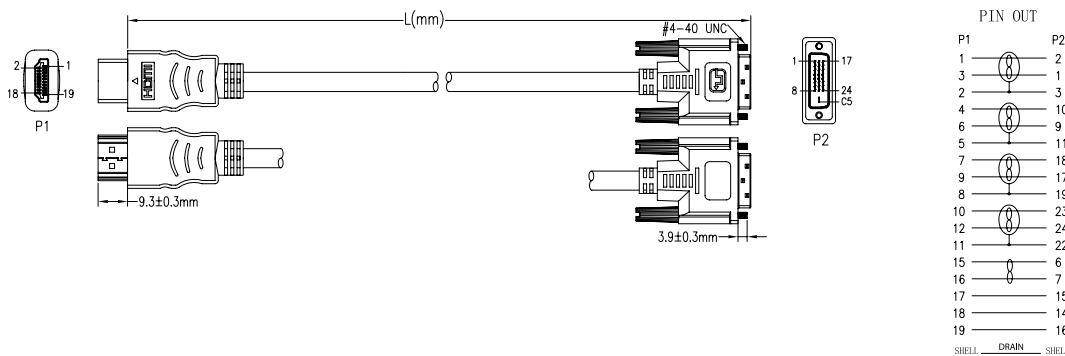 L(mm)
#4-40 UNC
HDMI
2 1
18 19
P1
9.3±0.3mm
3.9±0.3mm
1 17
8 24
C5
P2
PIN OUT
P1 P2
1 2
3 1
2 3
4 10
6 9
5 11
7 18
9 17
8 19
10 23
12 24
11 22
15 6
16 7
17 15
18 14
19 16
SHELL DRAIN SHEL